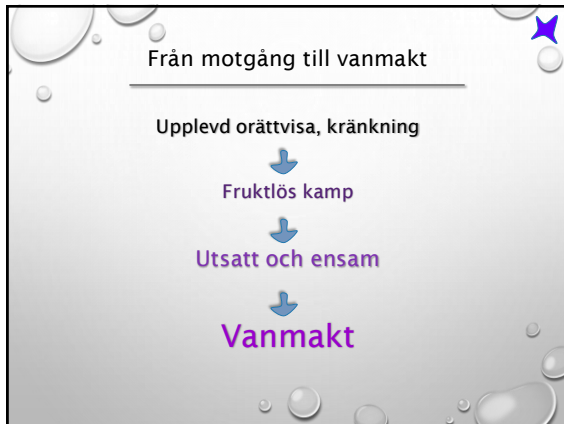 Från motgång till vanmakt
Upplevd orättvisa, kränkning
Fruktlös kamp
Utsatt och ensam
Vanmakt